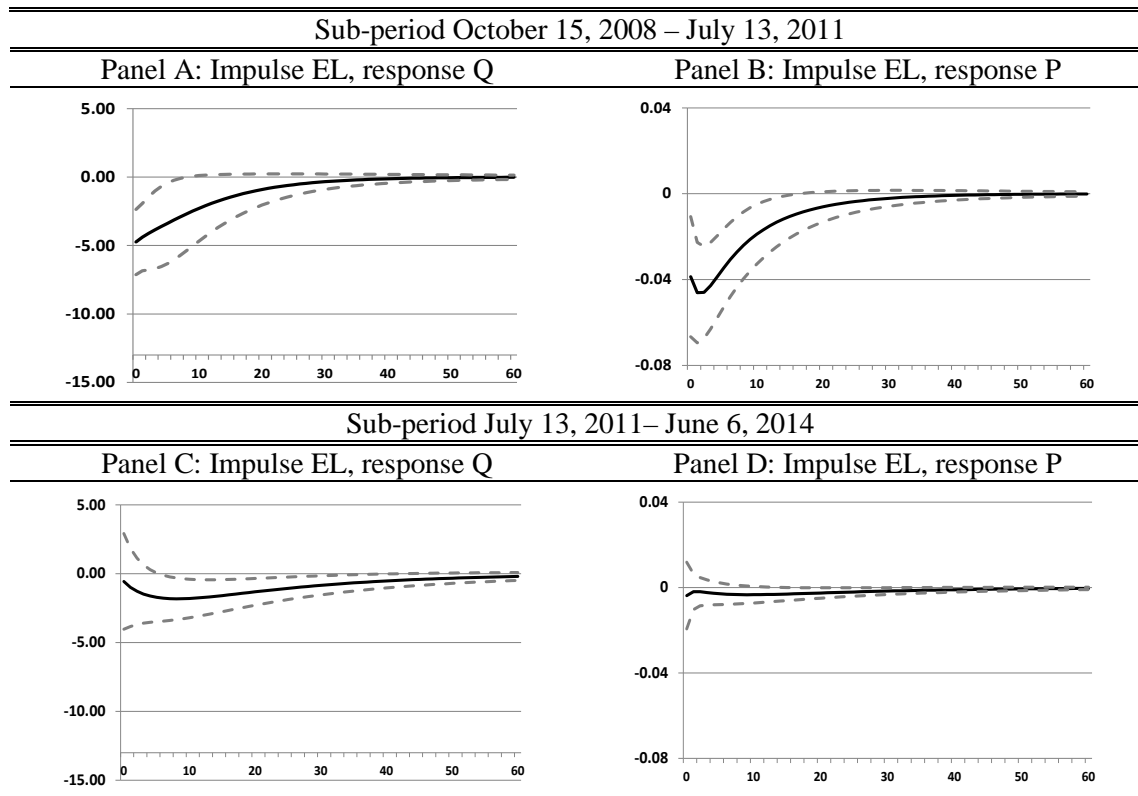 Sub-period October 15, 2008 – July 13, 2011
Panel A: Impulse EL, response Q
Panel B: Impulse EL, response P
5.00
0.00
-5.00
-10.00
-15.00
0 10 20 30 40 50 60
0.04
0
-0.04
-0.08
0 10 20 30 40 50 60
Sub-period July 13, 2011– June 6, 2014
Panel C: Impulse EL, response Q
Panel D: Impulse EL, response P
5.00
0.00
-5.00
-10.00
-15.00
0 10 20 30 40 50 60
0.04
0
-0.04
-0.08
0 10 20 30 40 50 60